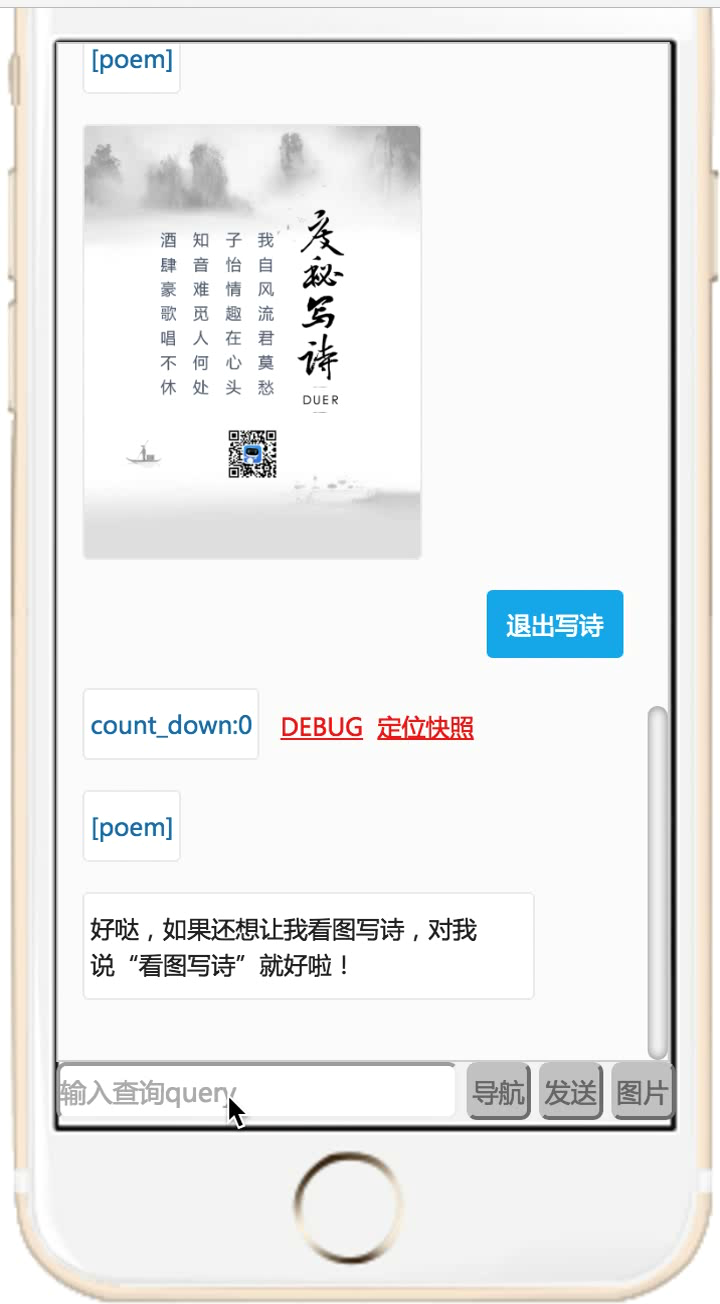 [poem]
度秘写诗
DUER
我自风流君莫愁
子怡情趣在心头
知音难觅人何处
酒肆豪歌唱不休
退出写诗
count_down:0 DEBUG 定位快照
[poem]
好哒，如果还想让我看图写诗，对我
说“看图写诗”就好啦！
输入查询query 导航 发送 图片